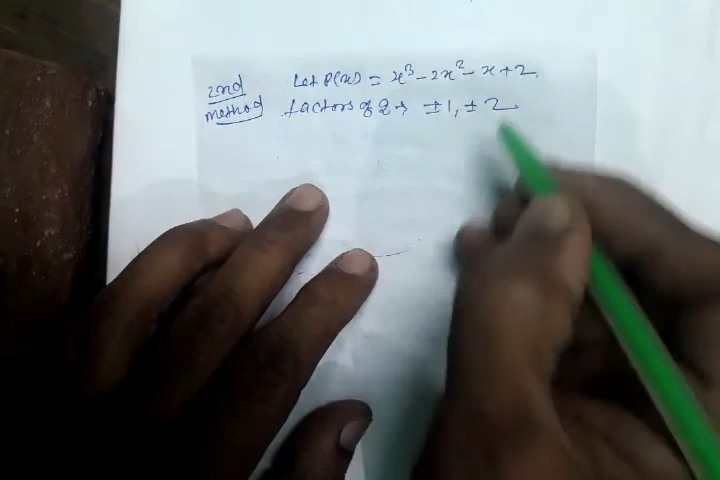 2nd Let P(x) = x³ - 2x² - x + 2.
method factors of 2 → ±1, ±2